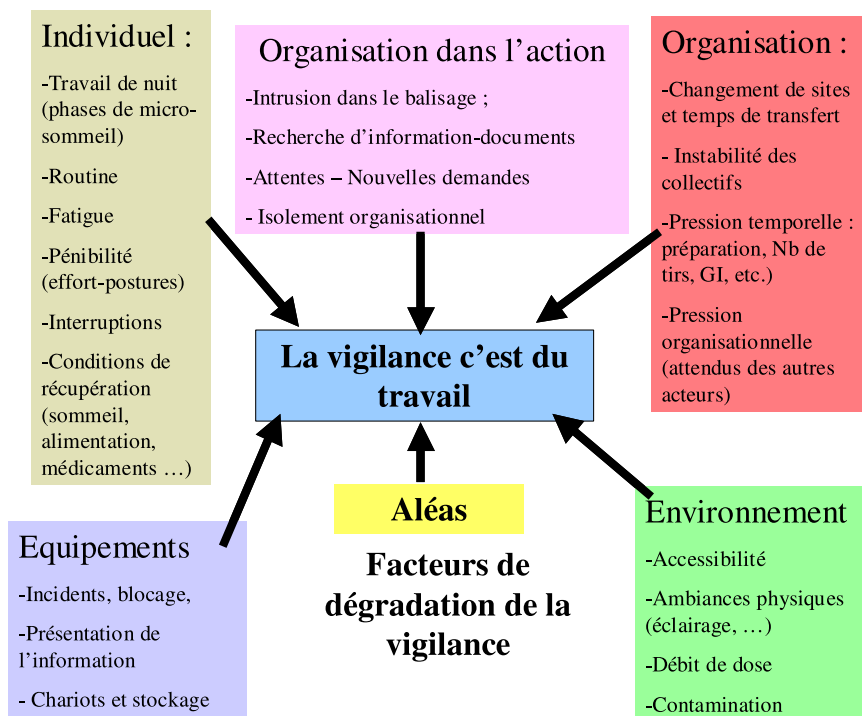 Individuel :
-Travail de nuit
(phases de micro-
sommeil)
-Routine
-Fatigue
-Pénibilité
(effort-postures)
-Interruptions
-Conditions de
récupération
(sommeil,
alimentation,
médicaments …)
Organisation dans l’action
-Intrusion dans le balisage ;
-Recherche d’information-documents
-Attentes – Nouvelles demandes
- Isolement organisationnel
Organisation :
-Changement de sites
et temps de transfert
- Instabilité des
collectifs
-Pression temporelle :
préparation, Nb de
tirs, GI, etc.)
-Pression
organisationnelle
(attendus des autres
acteurs)
La vigilance c’est du
travail
Aléas
Facteurs de
dégradation de la
vigilance
Equipements
-Incidents, blocage,
-Présentation de
l’information
- Chariots et stockage
Environnement
-Accessibilité
-Ambiances physiques
(éclairage, …)
-Débit de dose
-Contamination